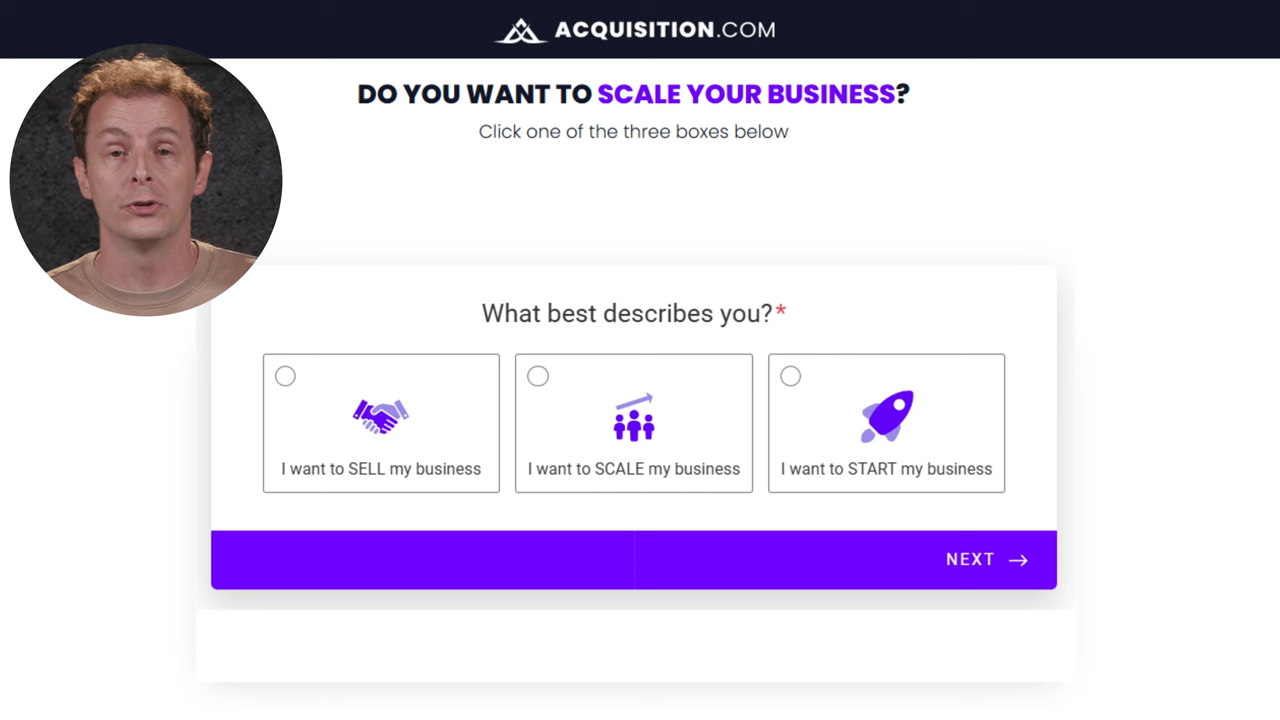 ACQUISITION.COM
DO YOU WANT TO SCALE YOUR BUSINESS?
Click one of the three boxes below
What best describes you?*
I want to SELL my business
I want to SCALE my business
I want to START my business
NEXT →